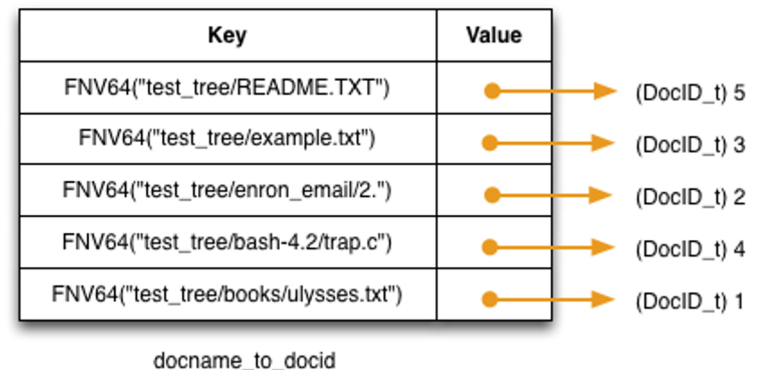 Key Value
FNV64("test_tree/README.TXT") (DocID_t) 5
FNV64("test_tree/example.txt") (DocID_t) 3
FNV64("test_tree/enron_email/2.") (DocID_t) 2
FNV64("test_tree/bash-4.2/trap.c") (DocID_t) 4
FNV64("test_tree/books/ulysses.txt") (DocID_t) 1
docname_to_docid